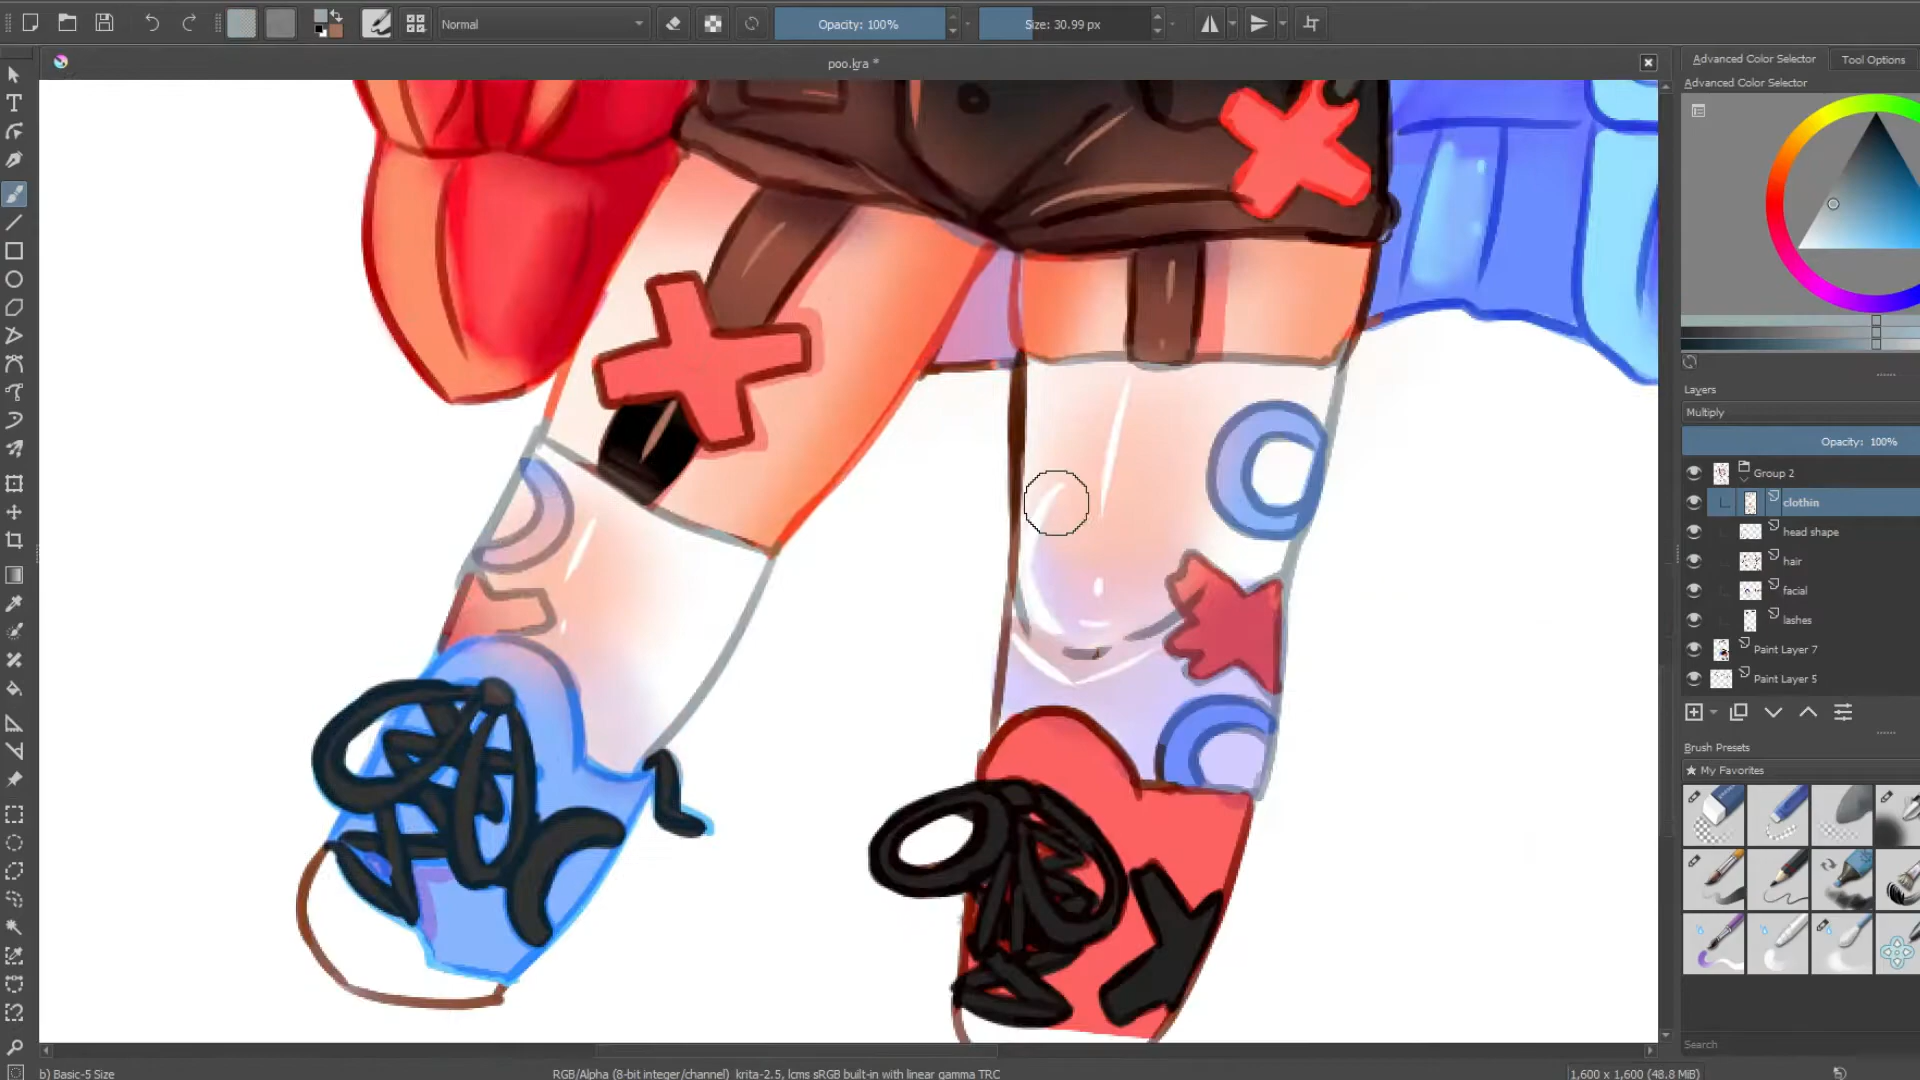 Normal
Opacity: 100%
Size: 30.99 px
poo.kra *
Advanced Color Selector
Tool Options
Advanced Color Selector
Layers
Multiply
Opacity: 100%
Group 2
clothin
head shape
hair
facial
lashes
Paint Layer 7
Paint Layer 5
Brush Presets
★ My Favorites
Search
b) Basic-5 Size
RGB/Alpha (8-bit integer/channel) krita-2.5, lcms sRGB built-in with linear gamma TRC
1,600 x 1,600 (48.8 MiB)